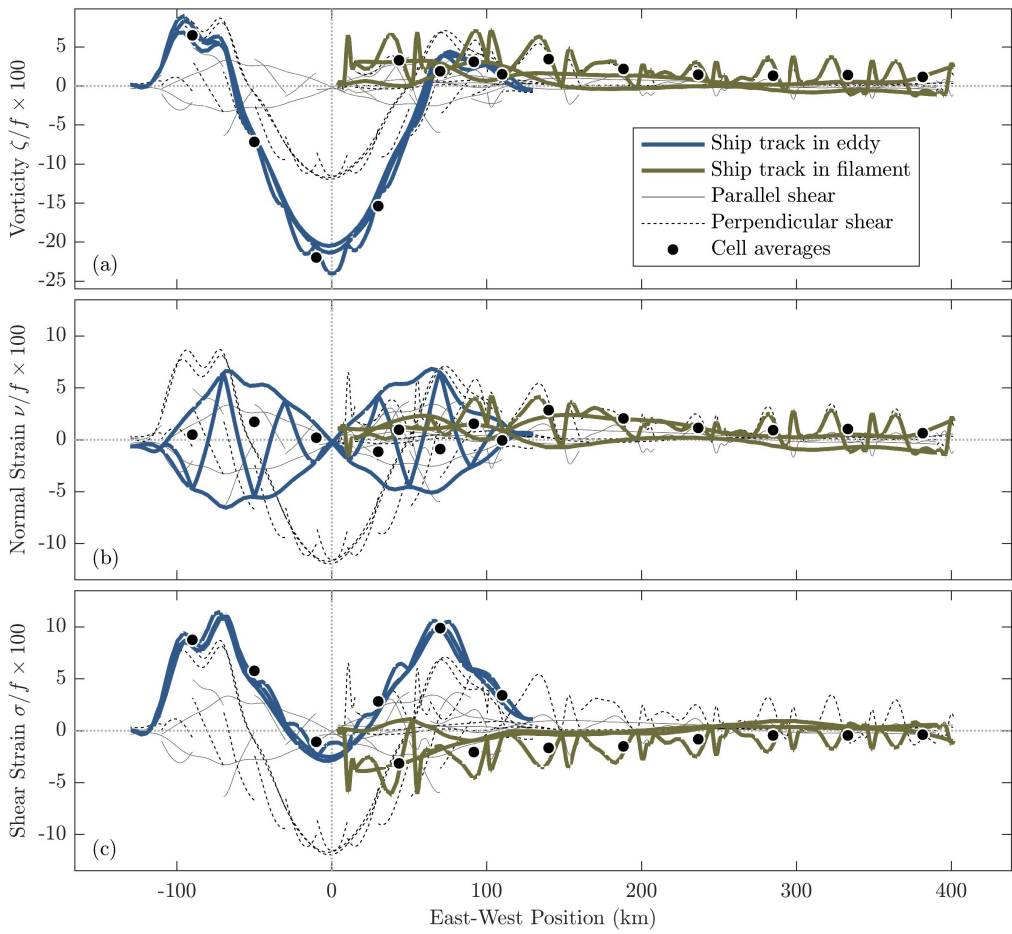 Vorticity ζ/f × 100
5
0
-5
-10
-15
-20
-25
(a)
Ship track in eddy
Ship track in filament
Parallel shear
Perpendicular shear
Cell averages
Normal Strain ν/f × 100
10
5
0
-5
-10
(b)
Shear Strain σ/f × 100
10
5
0
-5
-10
(c)
-100 0 100 200 300 400
East-West Position (km)